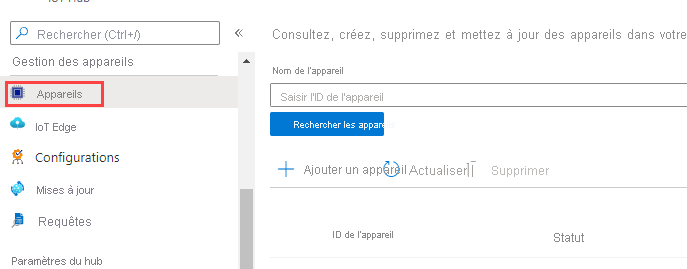 IoT Hub
Rechercher (Ctrl+/)
«
Gestion des appareils
Appareils
IoT Edge
Configurations
Mises à jour
Requêtes
Paramètres du hub
Consultez, créez, supprimez et mettez à jour des appareils dans votre
Nom de l'appareil
Saisir l'ID de l'appareil
Rechercher les appareils
Ajouter un appareil Actualiser Supprimer
ID de l'appareil Statut